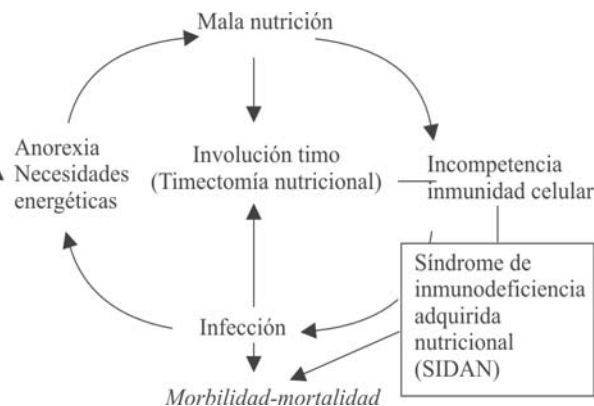 Mala nutrición
Anorexia
Necesidades
energéticas
Involución timo
(Timectomía nutricional)
Incompetencia
inmunidad celular
Síndrome de
inmunodeficiencia
adquirida
nutricional
(SIDAN)
Infección
Morbilidad-mortalidad